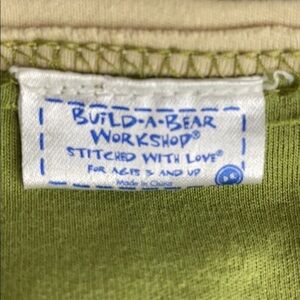 BUILD-A-BEAR
WORKSHOP®
STITCHED WITH LOVE®
FOR AGES 3 AND UP
Made in China